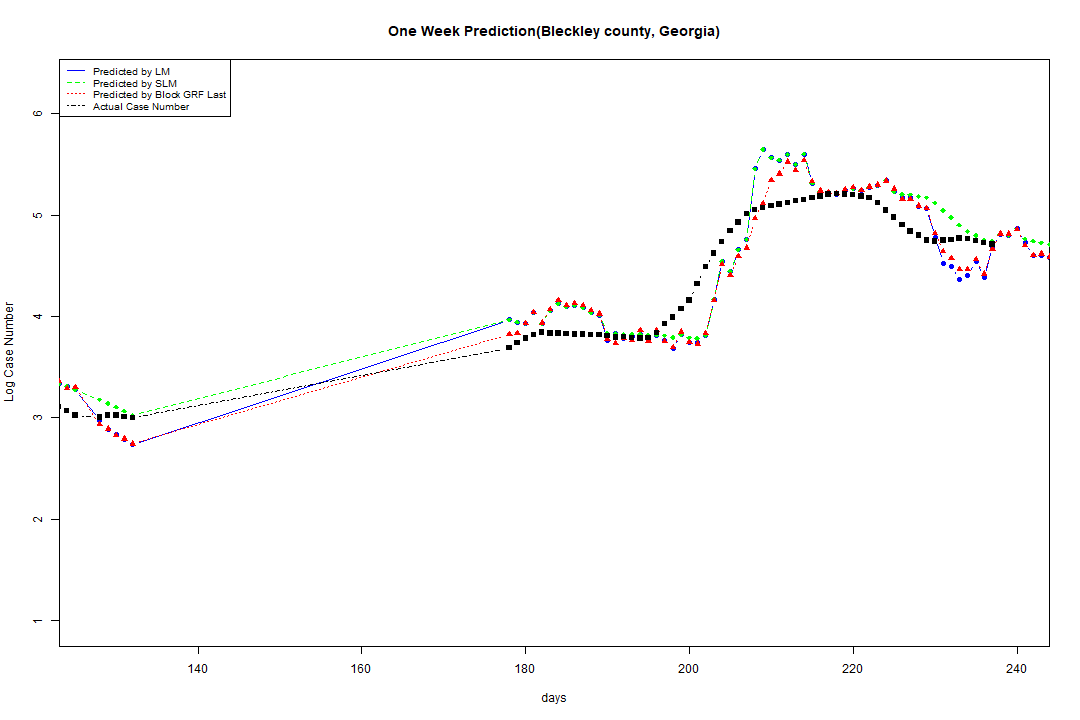 One Week Prediction(Bleckley county, Georgia)
Predicted by LM
Predicted by SLM
Predicted by Block GRF Last
Actual Case Number
6
5
4
3
2
1
Log Case Number
140 160 180 200 220 240
days